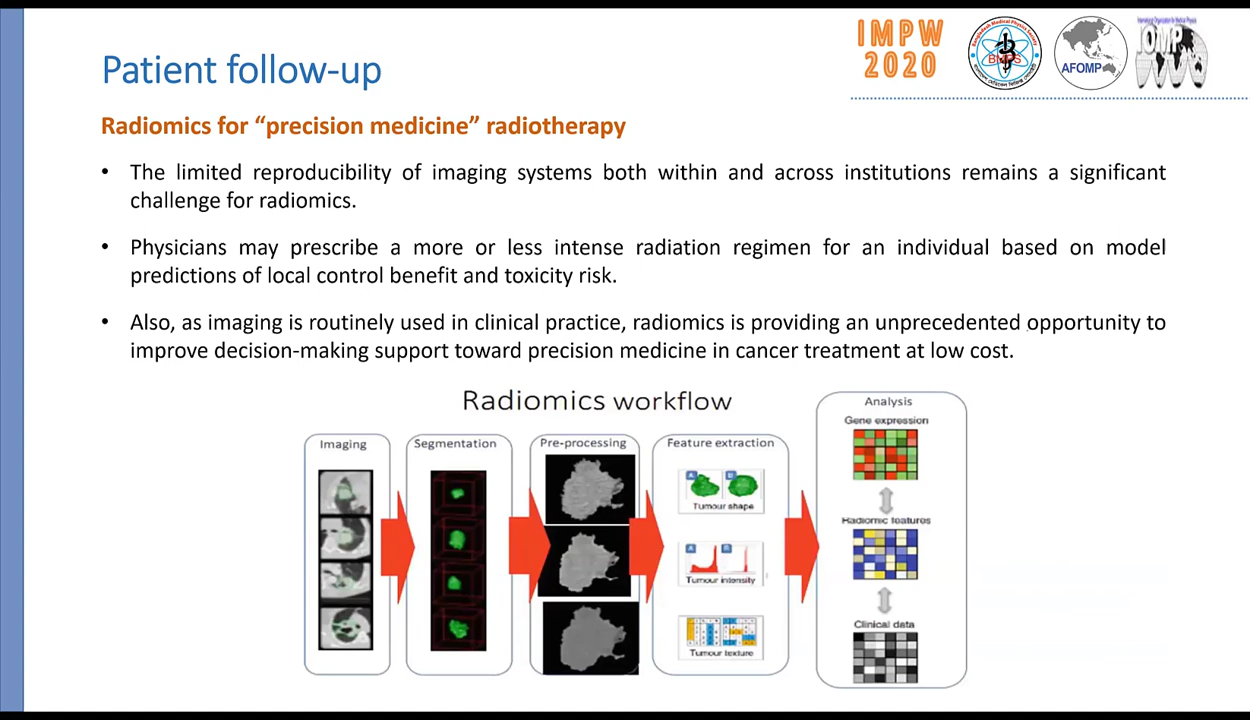 IMPW
2020
BMPS
AFOMP
IOMP
Patient follow-up
Radiomics for “precision medicine” radiotherapy
• The limited reproducibility of imaging systems both within and across institutions remains a significant
challenge for radiomics.
• Physicians may prescribe a more or less intense radiation regimen for an individual based on model
predictions of local control benefit and toxicity risk.
• Also, as imaging is routinely used in clinical practice, radiomics is providing an unprecedented opportunity to
improve decision-making support toward precision medicine in cancer treatment at low cost.
Radiomics workflow
Imaging
Segmentation
Pre-processing
Feature extraction
Tumour shape
Tumour intensity
Tumour texture
Analysis
Gene expression
Radiomic features
Clinical data